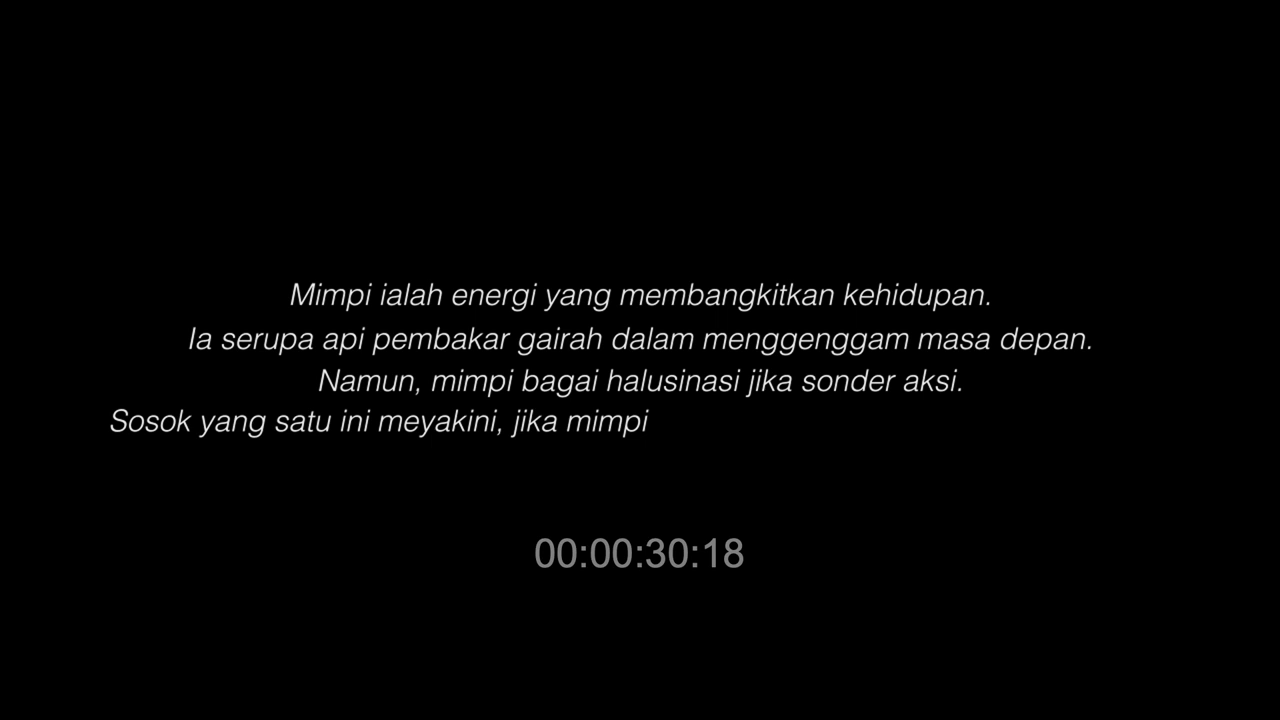 Mimpi ialah energi yang membangkitkan kehidupan.
Ia serupa api pembakar gairah dalam menggenggam masa depan.
Namun, mimpi bagai halusinasi jika sonder aksi.
Sosok yang satu ini meyakini, jika mimpi
00:00:30:18